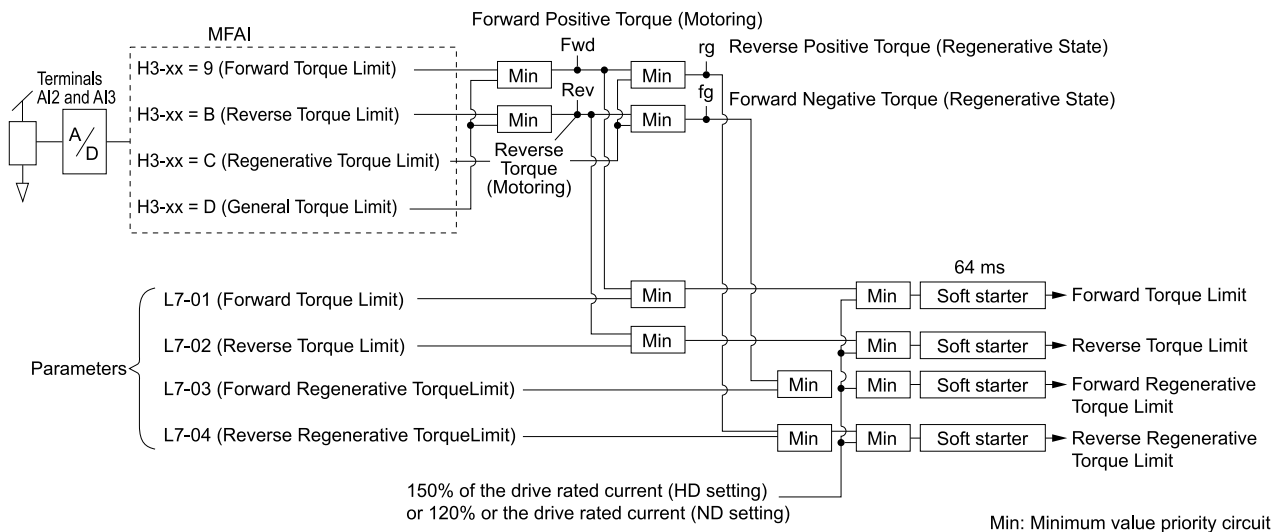 Forward Positive Torque (Motoring)
MFAI
Fwd
rg
Reverse Positive Torque (Regenerative State)
Terminals
AI2 and AI3
H3-xx = 9 (Forward Torque Limit)
Min
Min
Rev
fg
Forward Negative Torque (Regenerative State)
A/D
H3-xx = B (Reverse Torque Limit)
Min
Min
H3-xx = C (Regenerative Torque Limit)
Reverse
Torque
(Motoring)
H3-xx = D (General Torque Limit)
64 ms
L7-01 (Forward Torque Limit)
Min
Min
Soft starter
Forward Torque Limit
L7-02 (Reverse Torque Limit)
Min
Min
Soft starter
Reverse Torque Limit
Parameters
L7-03 (Forward Regenerative TorqueLimit)
Min
Min
Soft starter
Forward Regenerative
Torque Limit
L7-04 (Reverse Regenerative TorqueLimit)
Min
Min
Soft starter
Reverse Regenerative
Torque Limit
150% of the drive rated current (HD setting)
or 120% or the drive rated current (ND setting)
Min: Minimum value priority circuit